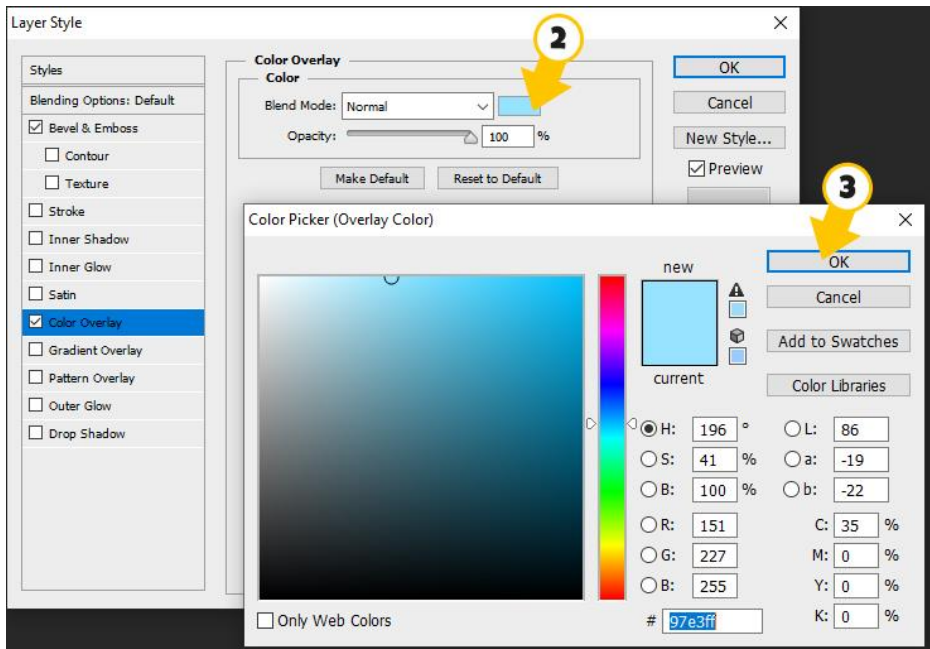 Layer Style
2
Styles
Blending Options: Default
Bevel & Emboss
Contour
Texture
Stroke
Inner Shadow
Inner Glow
Satin
Color Overlay
Gradient Overlay
Pattern Overlay
Outer Glow
Drop Shadow
Color Overlay
Color
Blend Mode: Normal
Opacity: 100 %
Make Default Reset to Default
OK
Cancel
New Style...
Preview
3
Color Picker (Overlay Color)
new
current
OK
Cancel
Add to Swatches
Color Libraries
H: 196 ° L: 86
S: 41 % a: -19
B: 100 % b: -22
R: 151 C: 35 %
G: 227 M: 0 %
B: 255 Y: 0 %
# 97e3ff K: 0 %
Only Web Colors